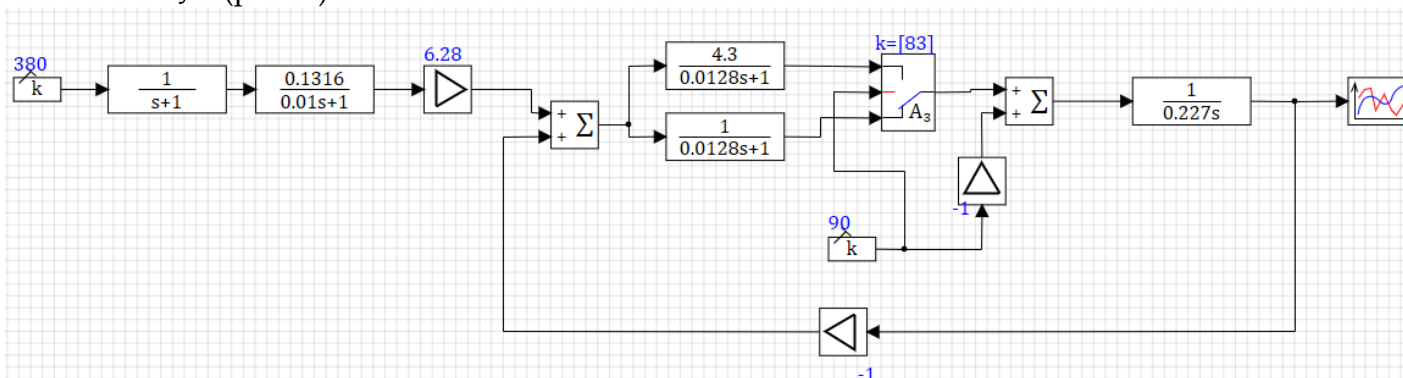 380
k
1
s+1
0.1316
0.01s+1
6.28
+
+
Σ
4.3
0.0128s+1
1
0.0128s+1
k=[83]
A₃
+
+
Σ
1
0.227s
-1
90
k
-1